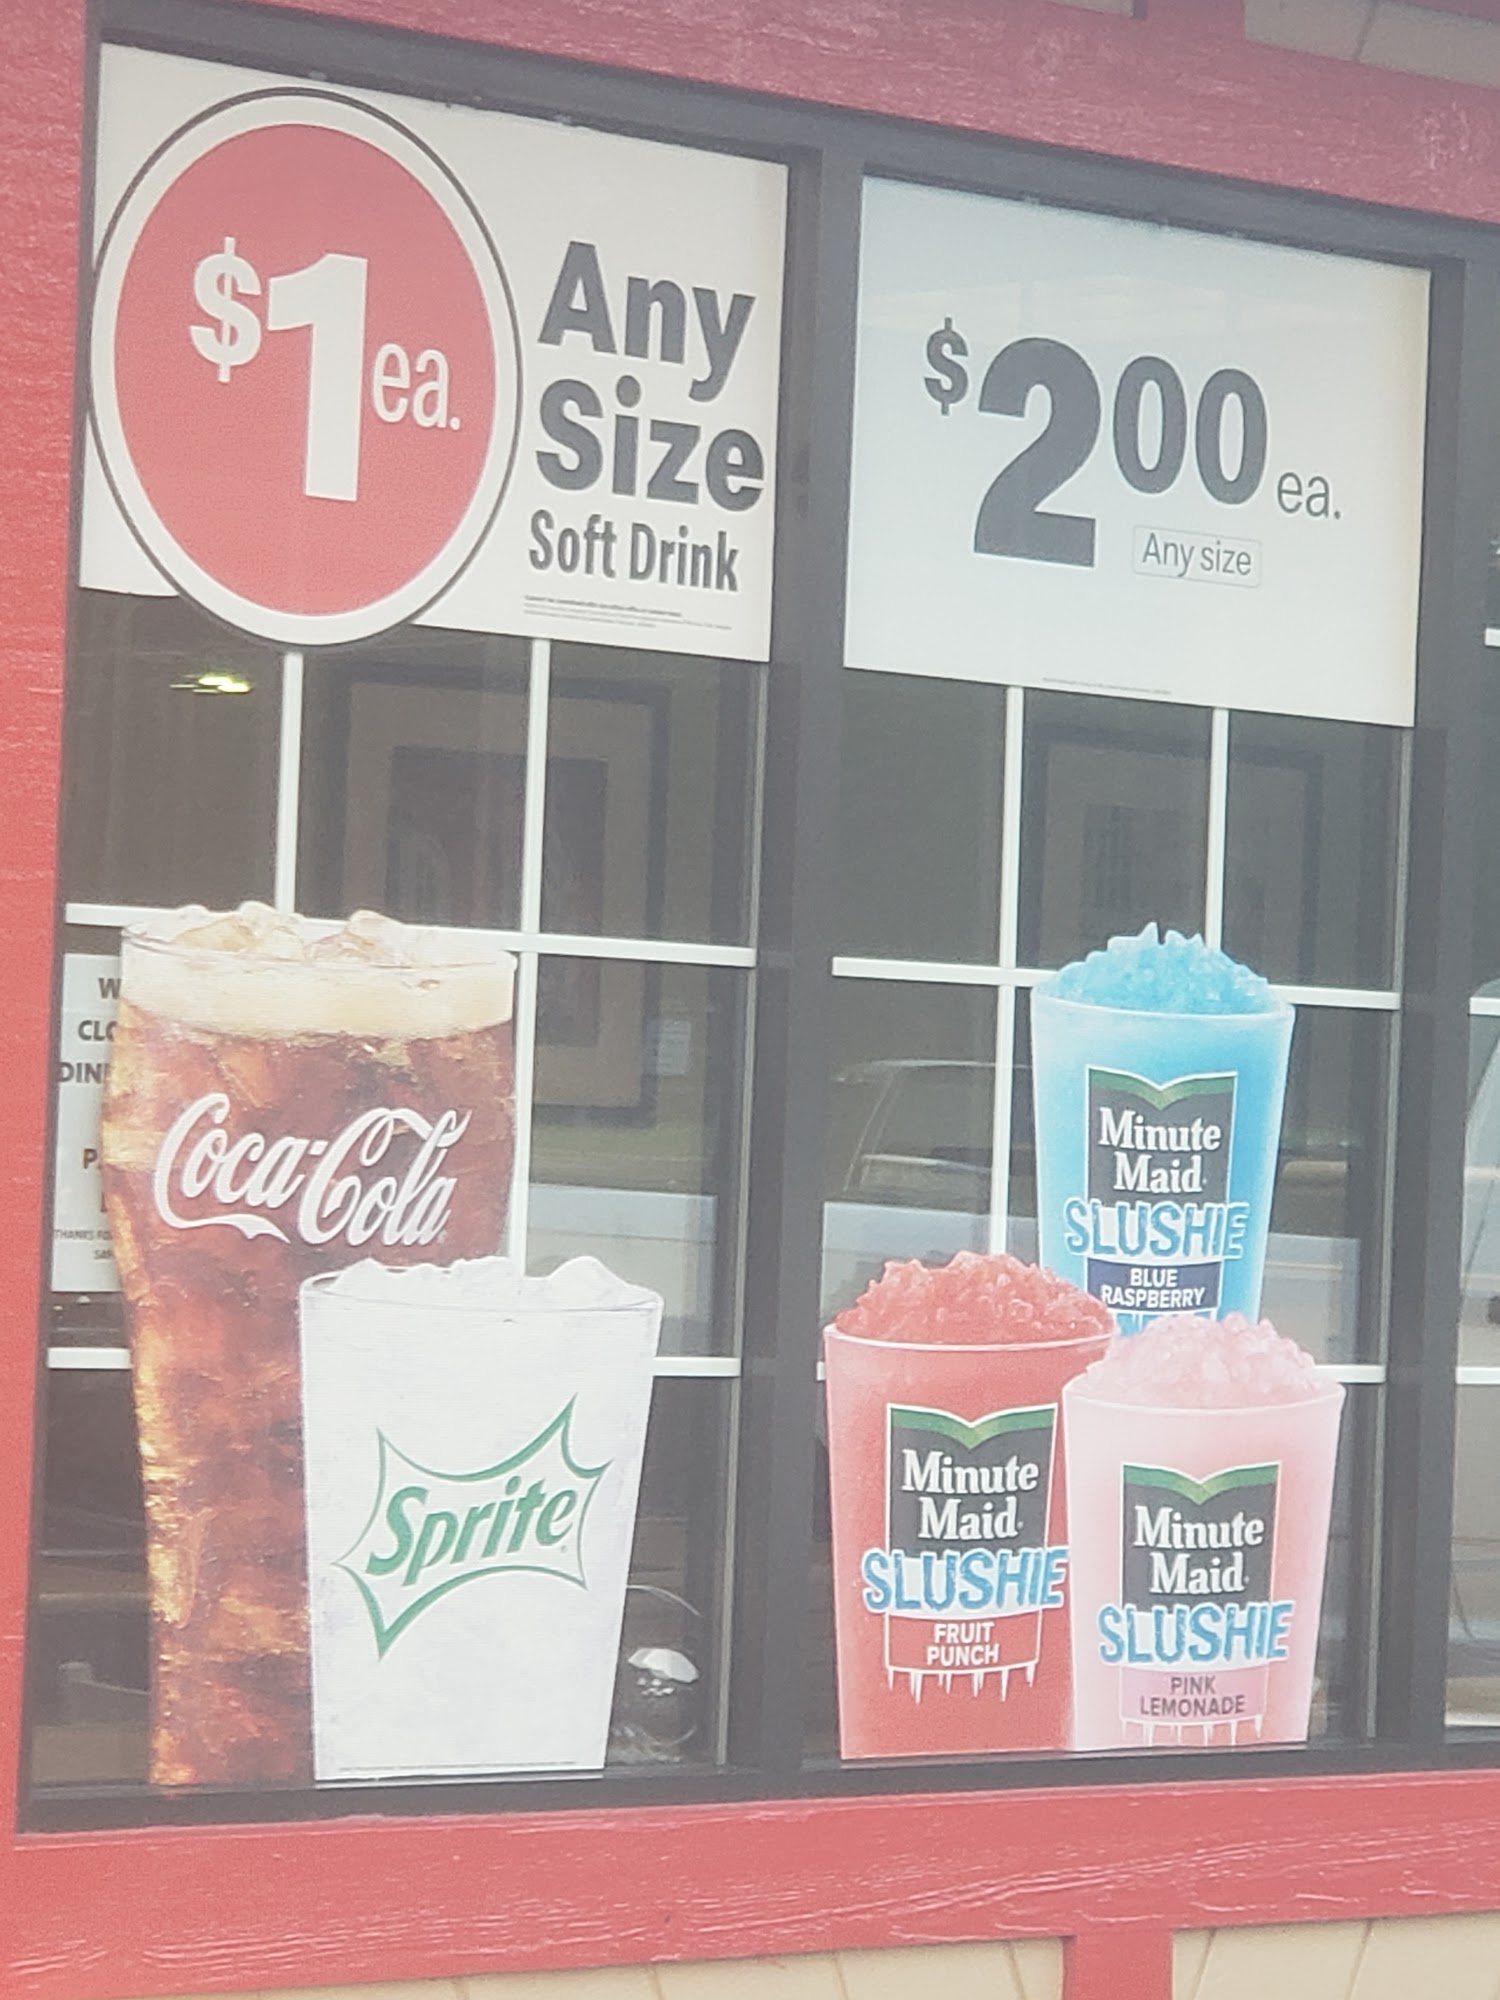 $1 ea.
Any
Size
Soft Drink
$2.00 ea.
Any size
Coca-Cola
Sprite
Minute
Maid
SLUSHIE
BLUE
RASPBERRY
Minute
Maid
SLUSHIE
FRUIT
PUNCH
Minute
Maid
SLUSHIE
PINK
LEMONADE